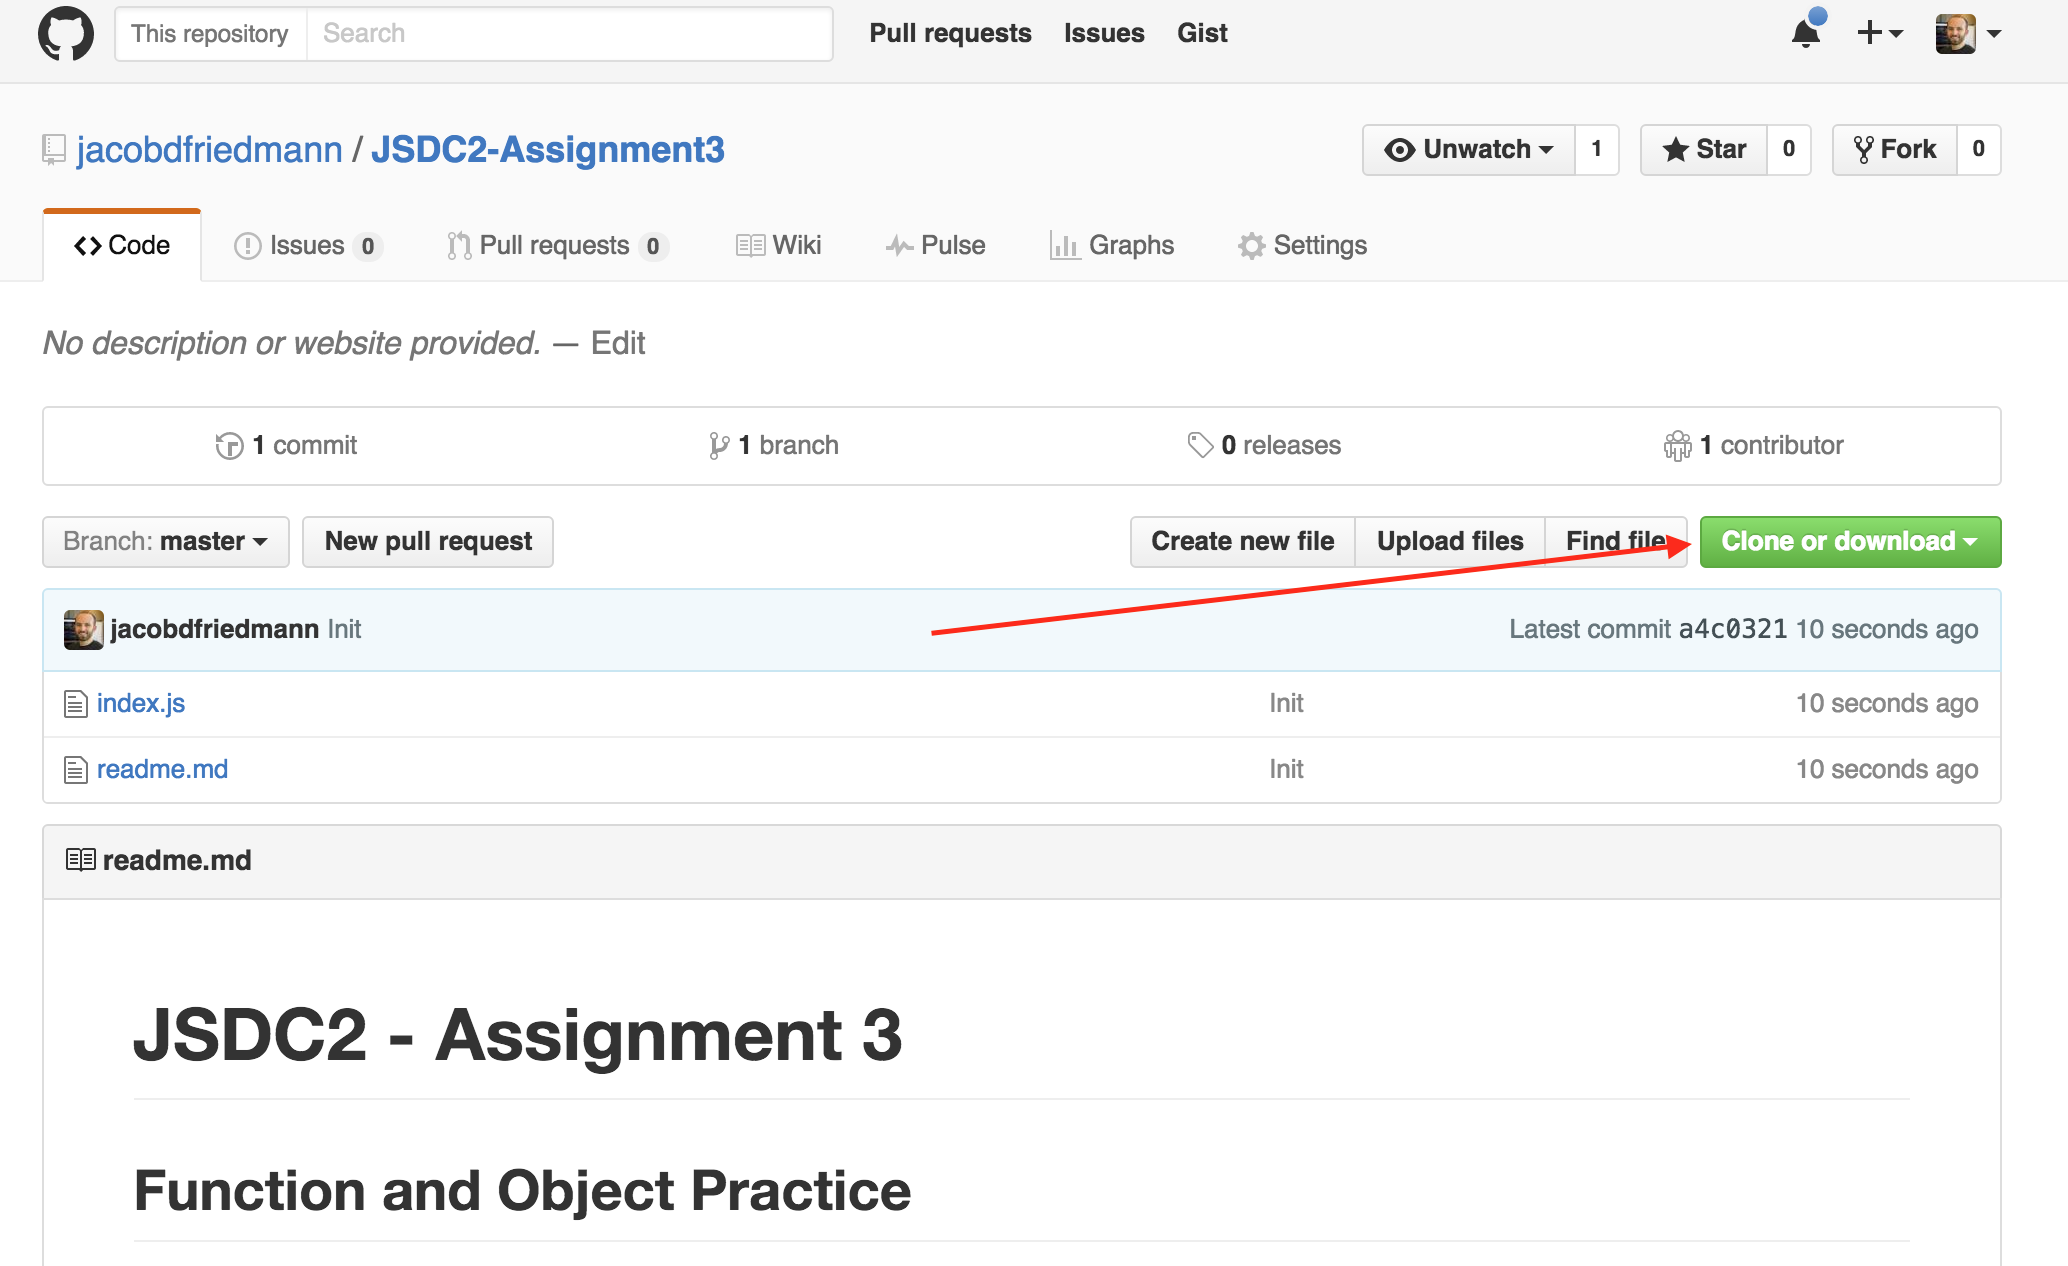 This repository Search Pull requests Issues Gist
jacobdfriedmann / JSDC2-Assignment3 Unwatch 1 Star 0 Fork 0
Code Issues 0 Pull requests 0 Wiki Pulse Graphs Settings
No description or website provided. — Edit
1 commit 1 branch 0 releases 1 contributor
Branch: master New pull request Create new file Upload files Find file Clone or download
jacobdfriedmann Init Latest commit a4c0321 10 seconds ago
index.js Init 10 seconds ago
readme.md Init 10 seconds ago
readme.md
JSDC2 - Assignment 3
Function and Object Practice